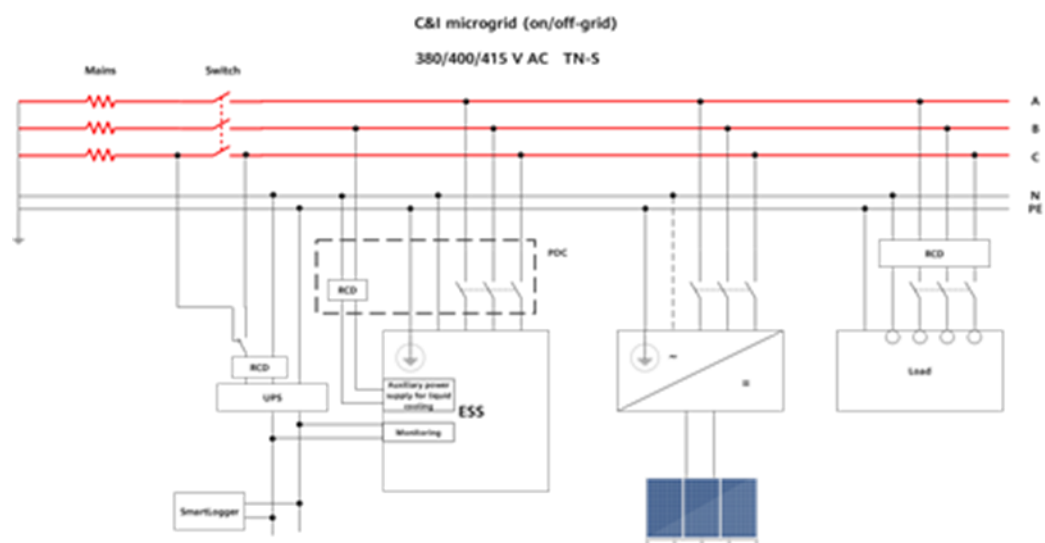 C&I microgrid (on/off-grid)
380/400/415 V AC TN-S
Mains
Switch
A
B
C
N
PE
PDC
RCD
RCD
RCD
UPS
Auxiliary power
supply for liquid
cooling
ESS
Monitoring
~
=
Load
SmartLogger